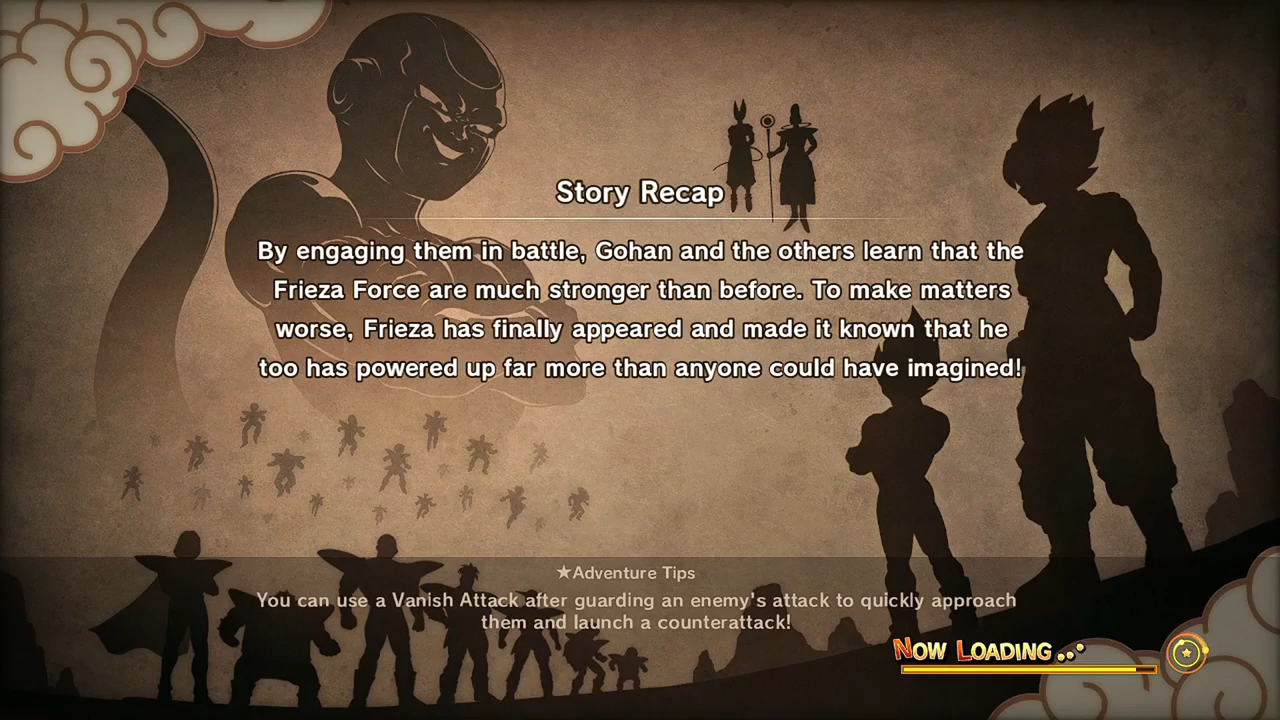 Story Recap
By engaging them in battle, Gohan and the others learn that the
Frieza Force are much stronger than before. To make matters
worse, Frieza has finally appeared and made it known that he
too has powered up far more than anyone could have imagined!
★Adventure Tips
You can use a Vanish Attack after guarding an enemy's attack to quickly approach
them and launch a counterattack!
Now Loading...